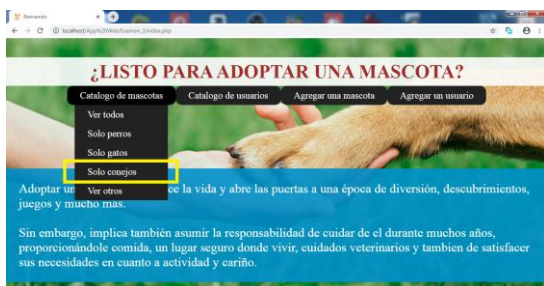 Bienvenido
localhost/App%20Web/Examen_3/index.php
¿LISTO PARA ADOPTAR UNA MASCOTA?
Catalogo de mascotas Catalogo de usuarios Agregar una mascota Agregar un usuario
Ver todos
Solo perros
Solo gatos
Solo conejos
Ver otros
Adoptar ce la vida y abre las puertas a una época de diversión, descubrimientos,
juegos y mucho mas.
Sin embargo, implica también asumir la responsabilidad de cuidar de el durante muchos años,
proporcionándole comida, un lugar seguro donde vivir, cuidados veterinarios y tambien de satisfacer
sus necesidades en cuanto a actividad y cariño.